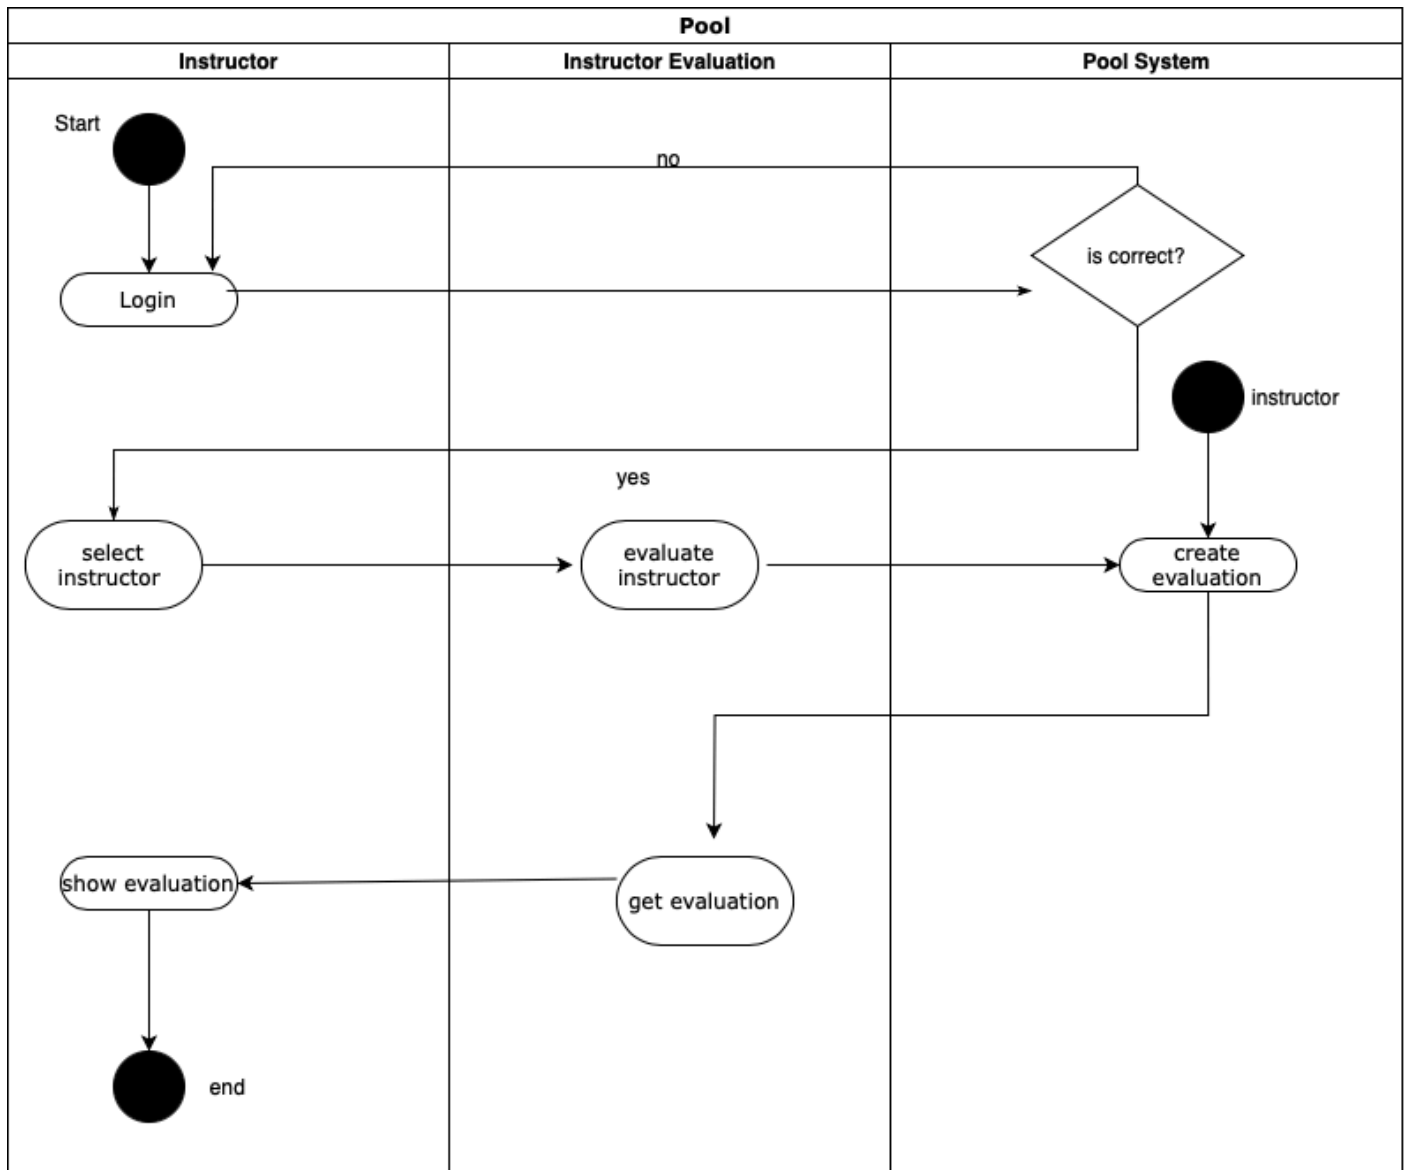 Pool
Instructor
Instructor Evaluation
Pool System
Start
no
is correct?
Login
instructor
yes
select
instructor
evaluate
instructor
create
evaluation
show evaluation
get evaluation
end